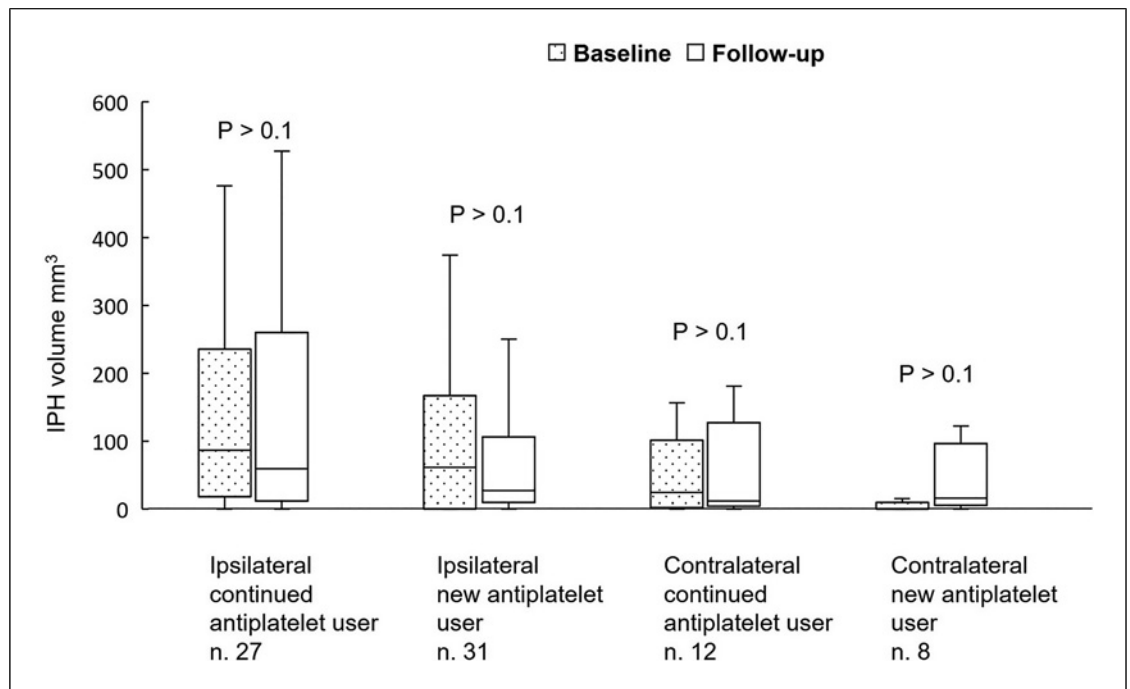 Baseline Follow-up
600
500
400
300
200
100
0
IPH volume mm³
P > 0.1
P > 0.1
P > 0.1
P > 0.1
Ipsilateral
continued
antiplatelet user
n. 27
Ipsilateral
new antiplatelet
user
n. 31
Contralateral
continued
antiplatelet user
n. 12
Contralateral
new antiplatelet
user
n. 8